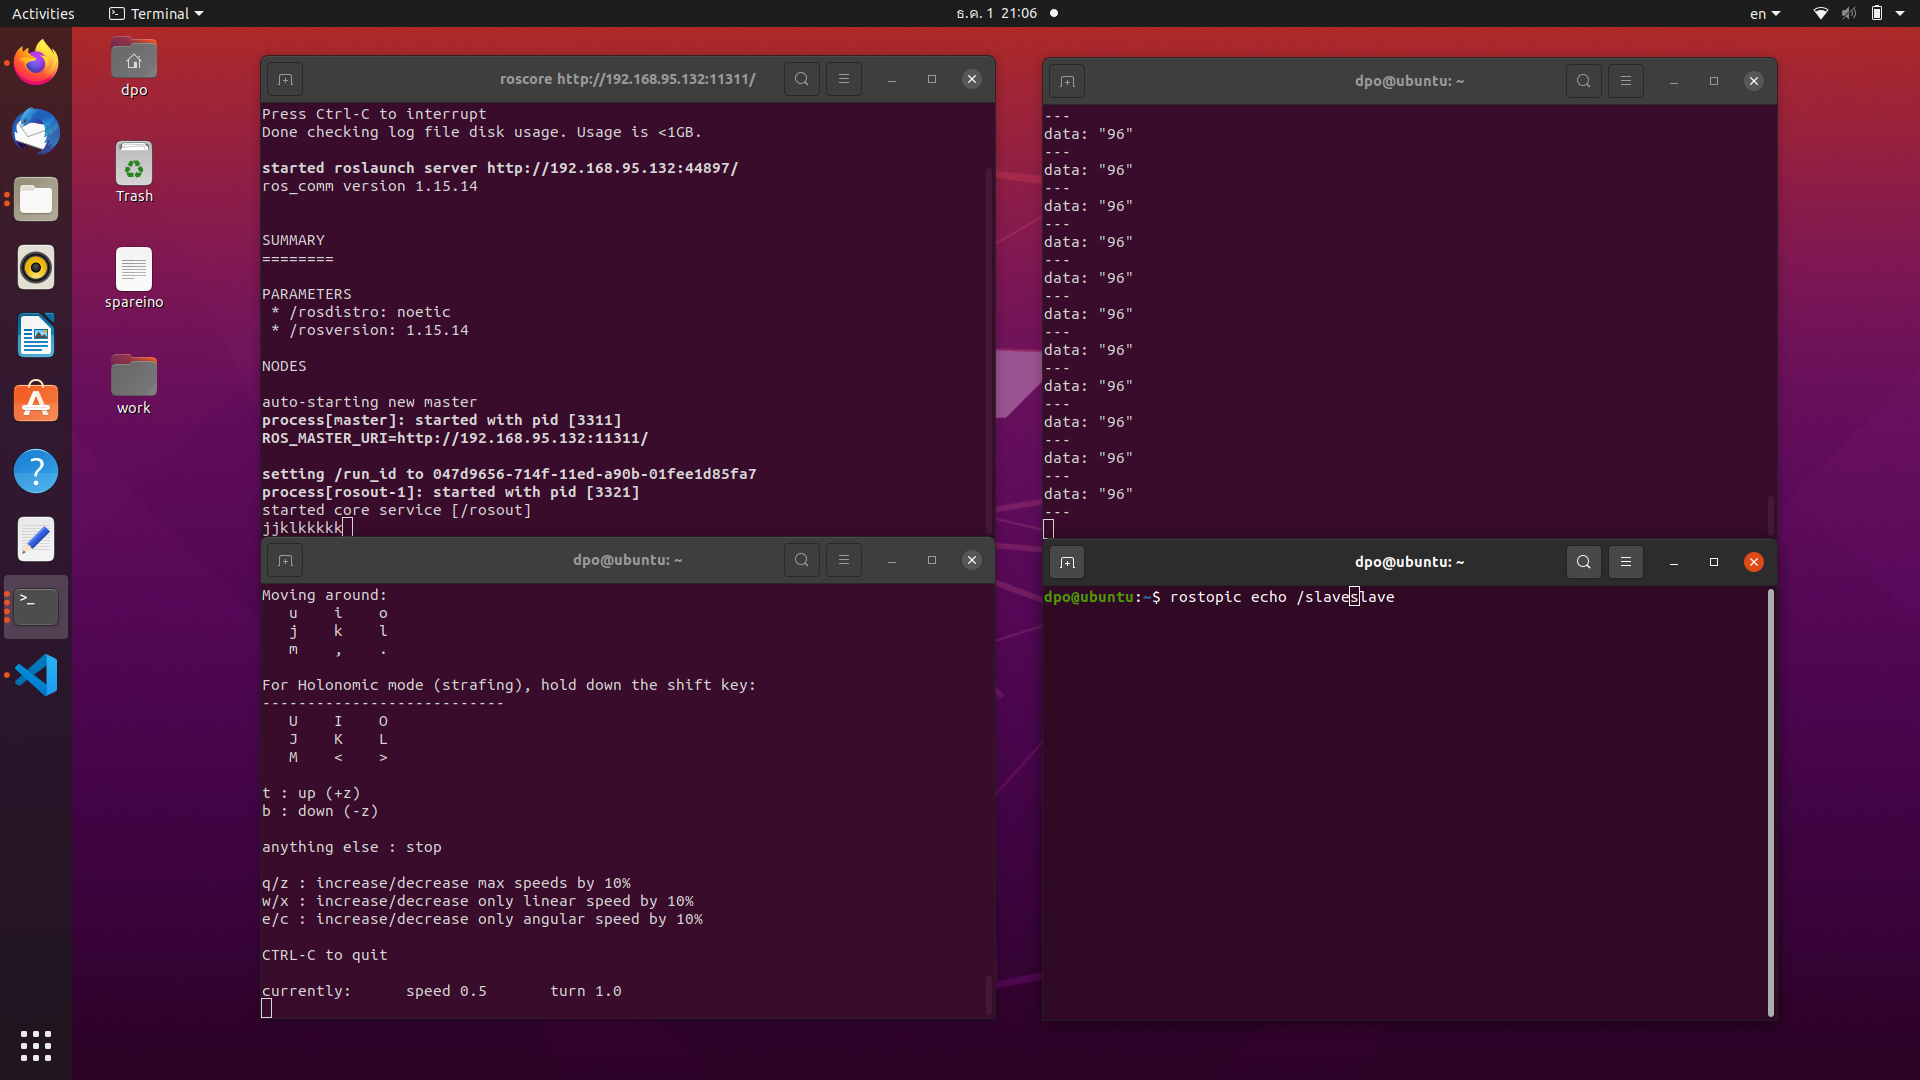 Activities Terminal ธ.ค. 1 21:06 en
dpo
Trash
spareino
work
roscore http://192.168.95.132:11311/
Press Ctrl-C to interrupt
Done checking log file disk usage. Usage is <1GB.
started roslaunch server http://192.168.95.132:44897/
ros_comm version 1.15.14
SUMMARY
========
PARAMETERS
* /rosdistro: noetic
* /rosversion: 1.15.14
NODES
auto-starting new master
process[master]: started with pid [3311]
ROS_MASTER_URI=http://192.168.95.132:11311/
setting /run_id to 047d9656-714f-11ed-a90b-01fee1d85fa7
process[rosout-1]: started with pid [3321]
started core service [/rosout]
jjklkkkkk
dpo@ubuntu: ~
---
data: "96"
---
data: "96"
---
data: "96"
---
data: "96"
---
data: "96"
---
data: "96"
---
data: "96"
---
data: "96"
---
data: "96"
---
data: "96"
---
data: "96"
---
dpo@ubuntu: ~
Moving around:
u i o
j k l
m , .
For Holonomic mode (strafing), hold down the shift key:
---------------------------
U I O
J K L
M < >
t : up (+z)
b : down (-z)
anything else : stop
q/z : increase/decrease max speeds by 10%
w/x : increase/decrease only linear speed by 10%
e/c : increase/decrease only angular speed by 10%
CTRL-C to quit
currently: speed 0.5 turn 1.0
dpo@ubuntu: ~
dpo@ubuntu:~$ rostopic echo /slaveslave